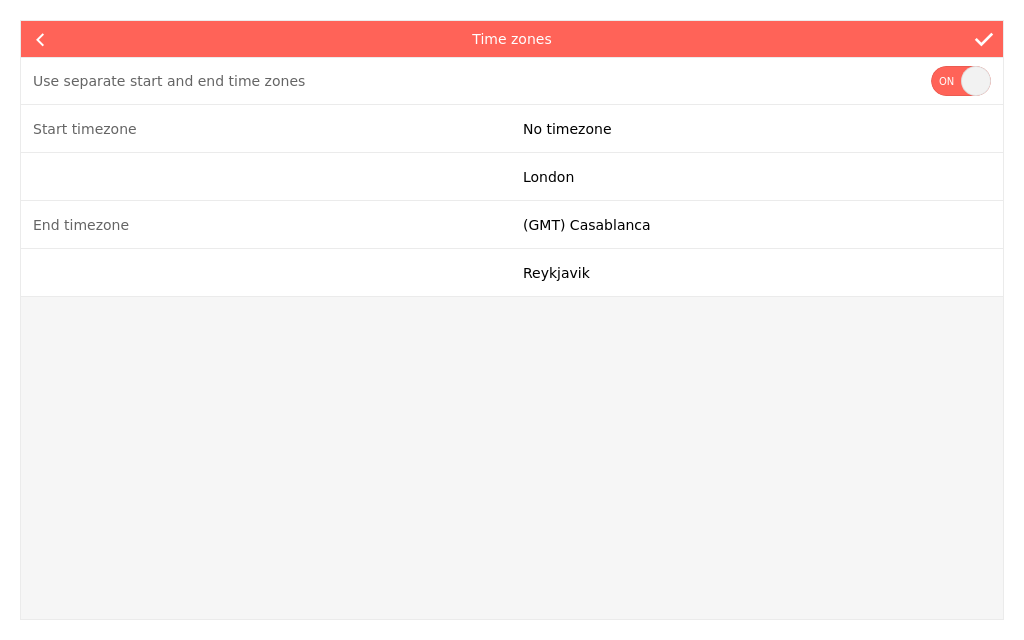 Time zones
Use separate start and end time zones ON
Start timezone No timezone
London
End timezone (GMT) Casablanca
Reykjavik